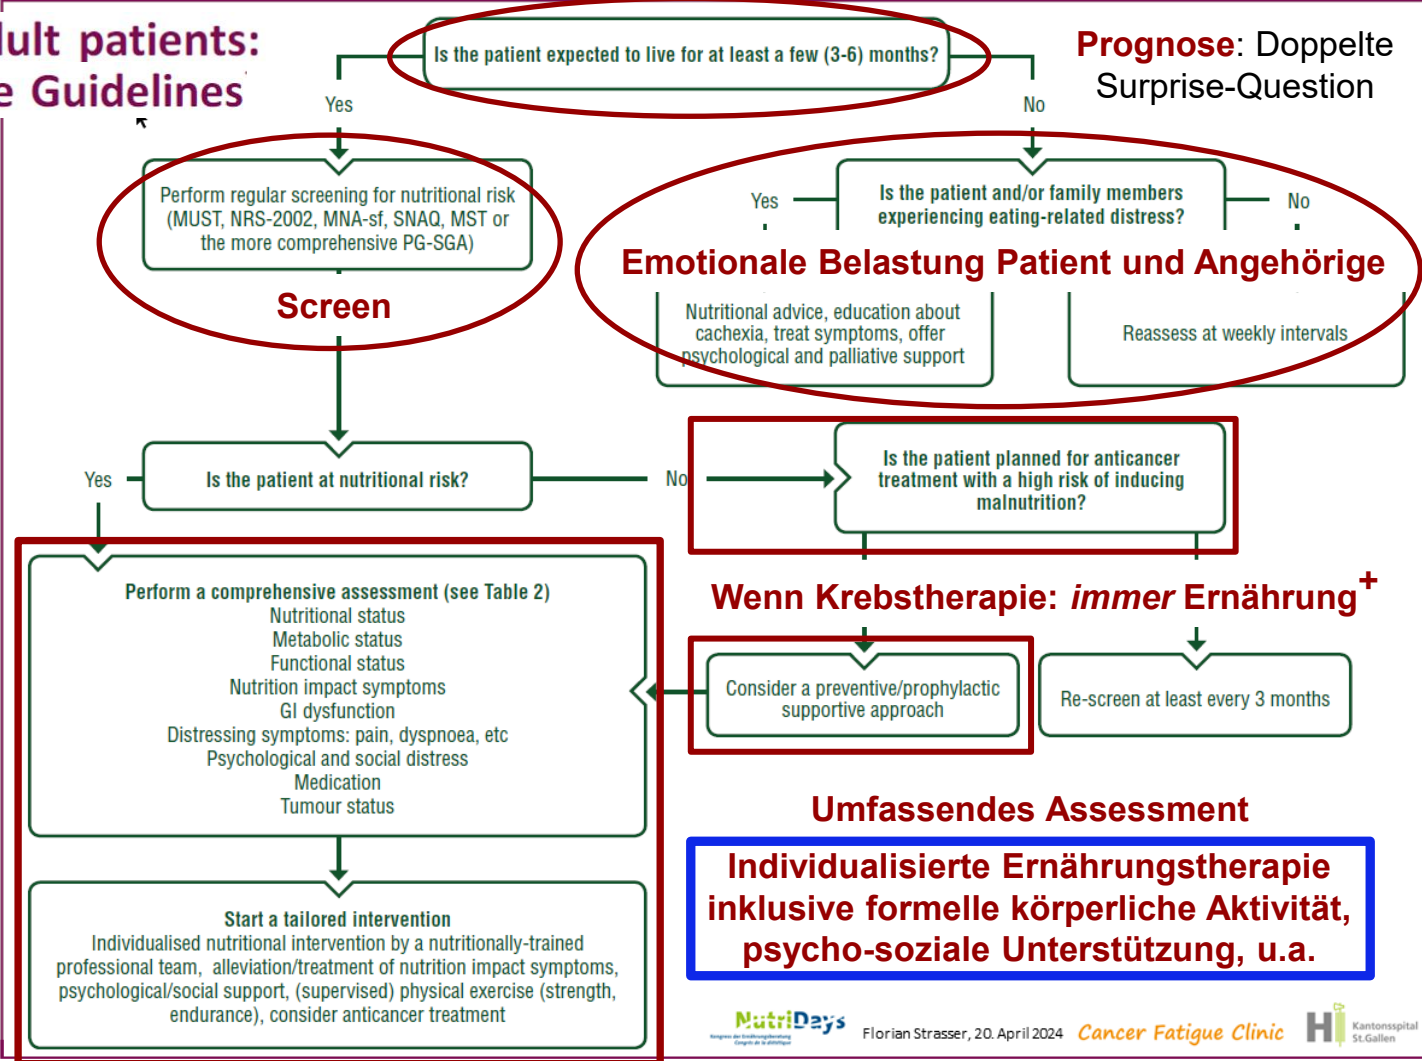 lult patients:
e Guidelines
Is the patient expected to live for at least a few (3-6) months?
Prognose: Doppelte
Surprise-Question
Yes
No
Perform regular screening for nutritional risk
(MUST, NRS-2002, MNA-sf, SNAQ, MST or
the more comprehensive PG-SGA)
Screen
Yes
Is the patient and/or family members
experiencing eating-related distress?
No
Emotionale Belastung Patient und Angehörige
Nutritional advice, education about
cachexia, treat symptoms, offer
psychological and palliative support
Reassess at weekly intervals
Yes
Is the patient at nutritional risk?
No
Is the patient planned for anticancer
treatment with a high risk of inducing
malnutrition?
Wenn Krebstherapie: immer Ernährung+
Perform a comprehensive assessment (see Table 2)
Nutritional status
Metabolic status
Functional status
Nutrition impact symptoms
GI dysfunction
Distressing symptoms: pain, dyspnoea, etc
Psychological and social distress
Medication
Tumour status
Consider a preventive/prophylactic
supportive approach
Re-screen at least every 3 months
Umfassendes Assessment
Individualisierte Ernährungstherapie
inklusive formelle körperliche Aktivität,
psycho-soziale Unterstützung, u.a.
Start a tailored intervention
Individualised nutritional intervention by a nutritionally-trained
professional team, alleviation/treatment of nutrition impact symptoms,
psychological/social support, (supervised) physical exercise (strength,
endurance), consider anticancer treatment
NutriDays
Kongress der Ernährungsberatung
Congrès de la diététique
Florian Strasser, 20. April 2024
Cancer Fatigue Clinic
Kantonsspital
St.Gallen